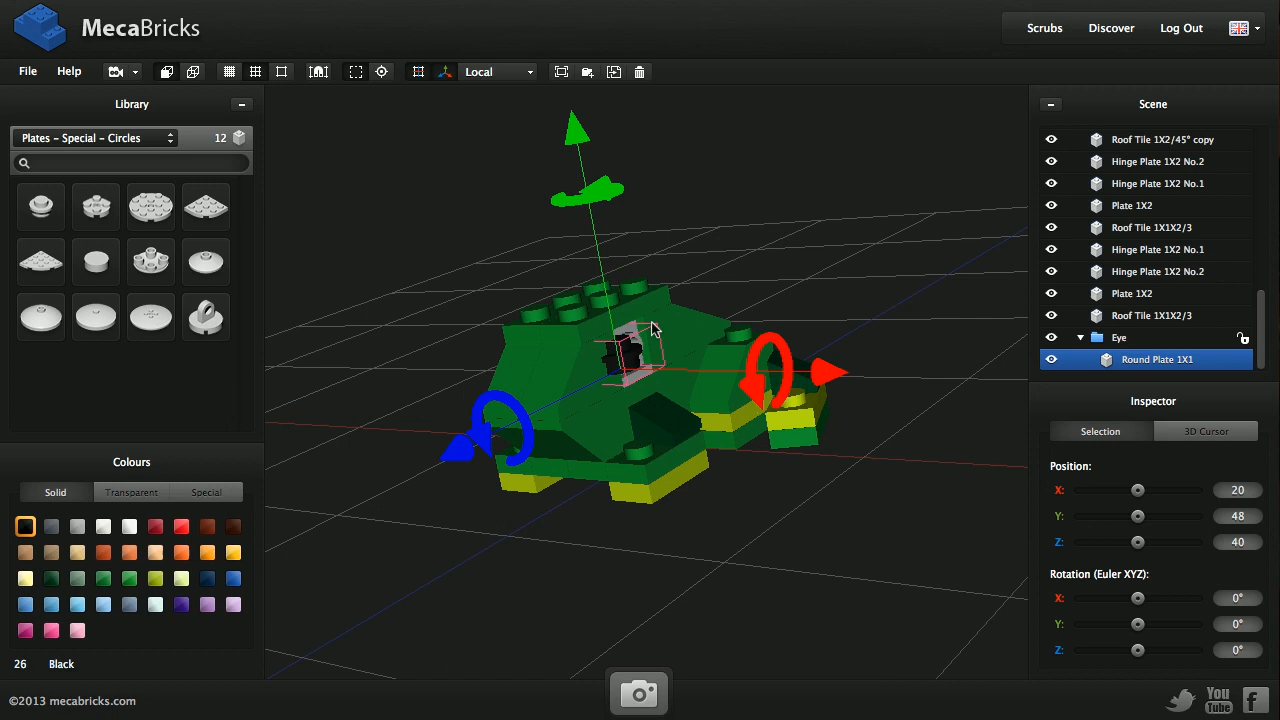 MecaBricks
Scrubs Discover Log Out
File Help Local
Library
Plates - Special - Circles 12
Colours
Solid Transparent Special
26 Black
Scene
Roof Tile 1X2/45° copy
Hinge Plate 1X2 No.2
Hinge Plate 1X2 No.1
Plate 1X2
Roof Tile 1X1X2/3
Hinge Plate 1X2 No.1
Hinge Plate 1X2 No.2
Plate 1X2
Roof Tile 1X1X2/3
Eye
Round Plate 1X1
Inspector
Selection 3D Cursor
Position:
X: 20
Y: 48
Z: 40
Rotation (Euler XYZ):
X: 0°
Y: 0°
Z: 0°
©2013 mecabricks.com
You Tube f